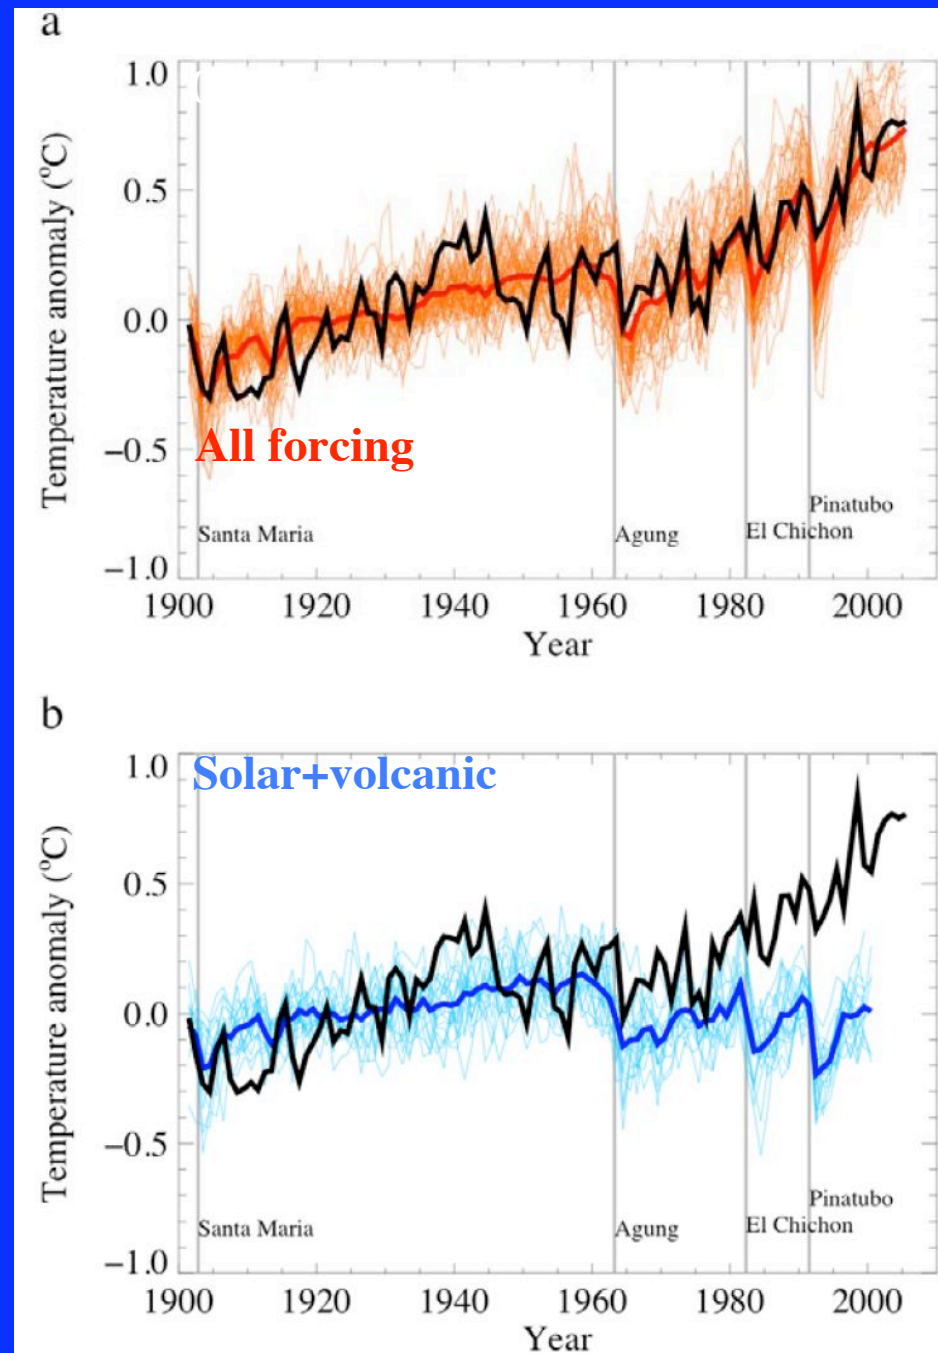 a
1.0
0.5
0.0
−0.5
−1.0
Temperature anomaly (ºC)
All forcing
Santa Maria
Agung
El Chichon
Pinatubo
1900 1920 1940 1960 1980 2000
Year
b
1.0
0.5
0.0
−0.5
−1.0
Temperature anomaly (ºC)
Solar+volcanic
Santa Maria
Agung
El Chichon
Pinatubo
1900 1920 1940 1960 1980 2000
Year